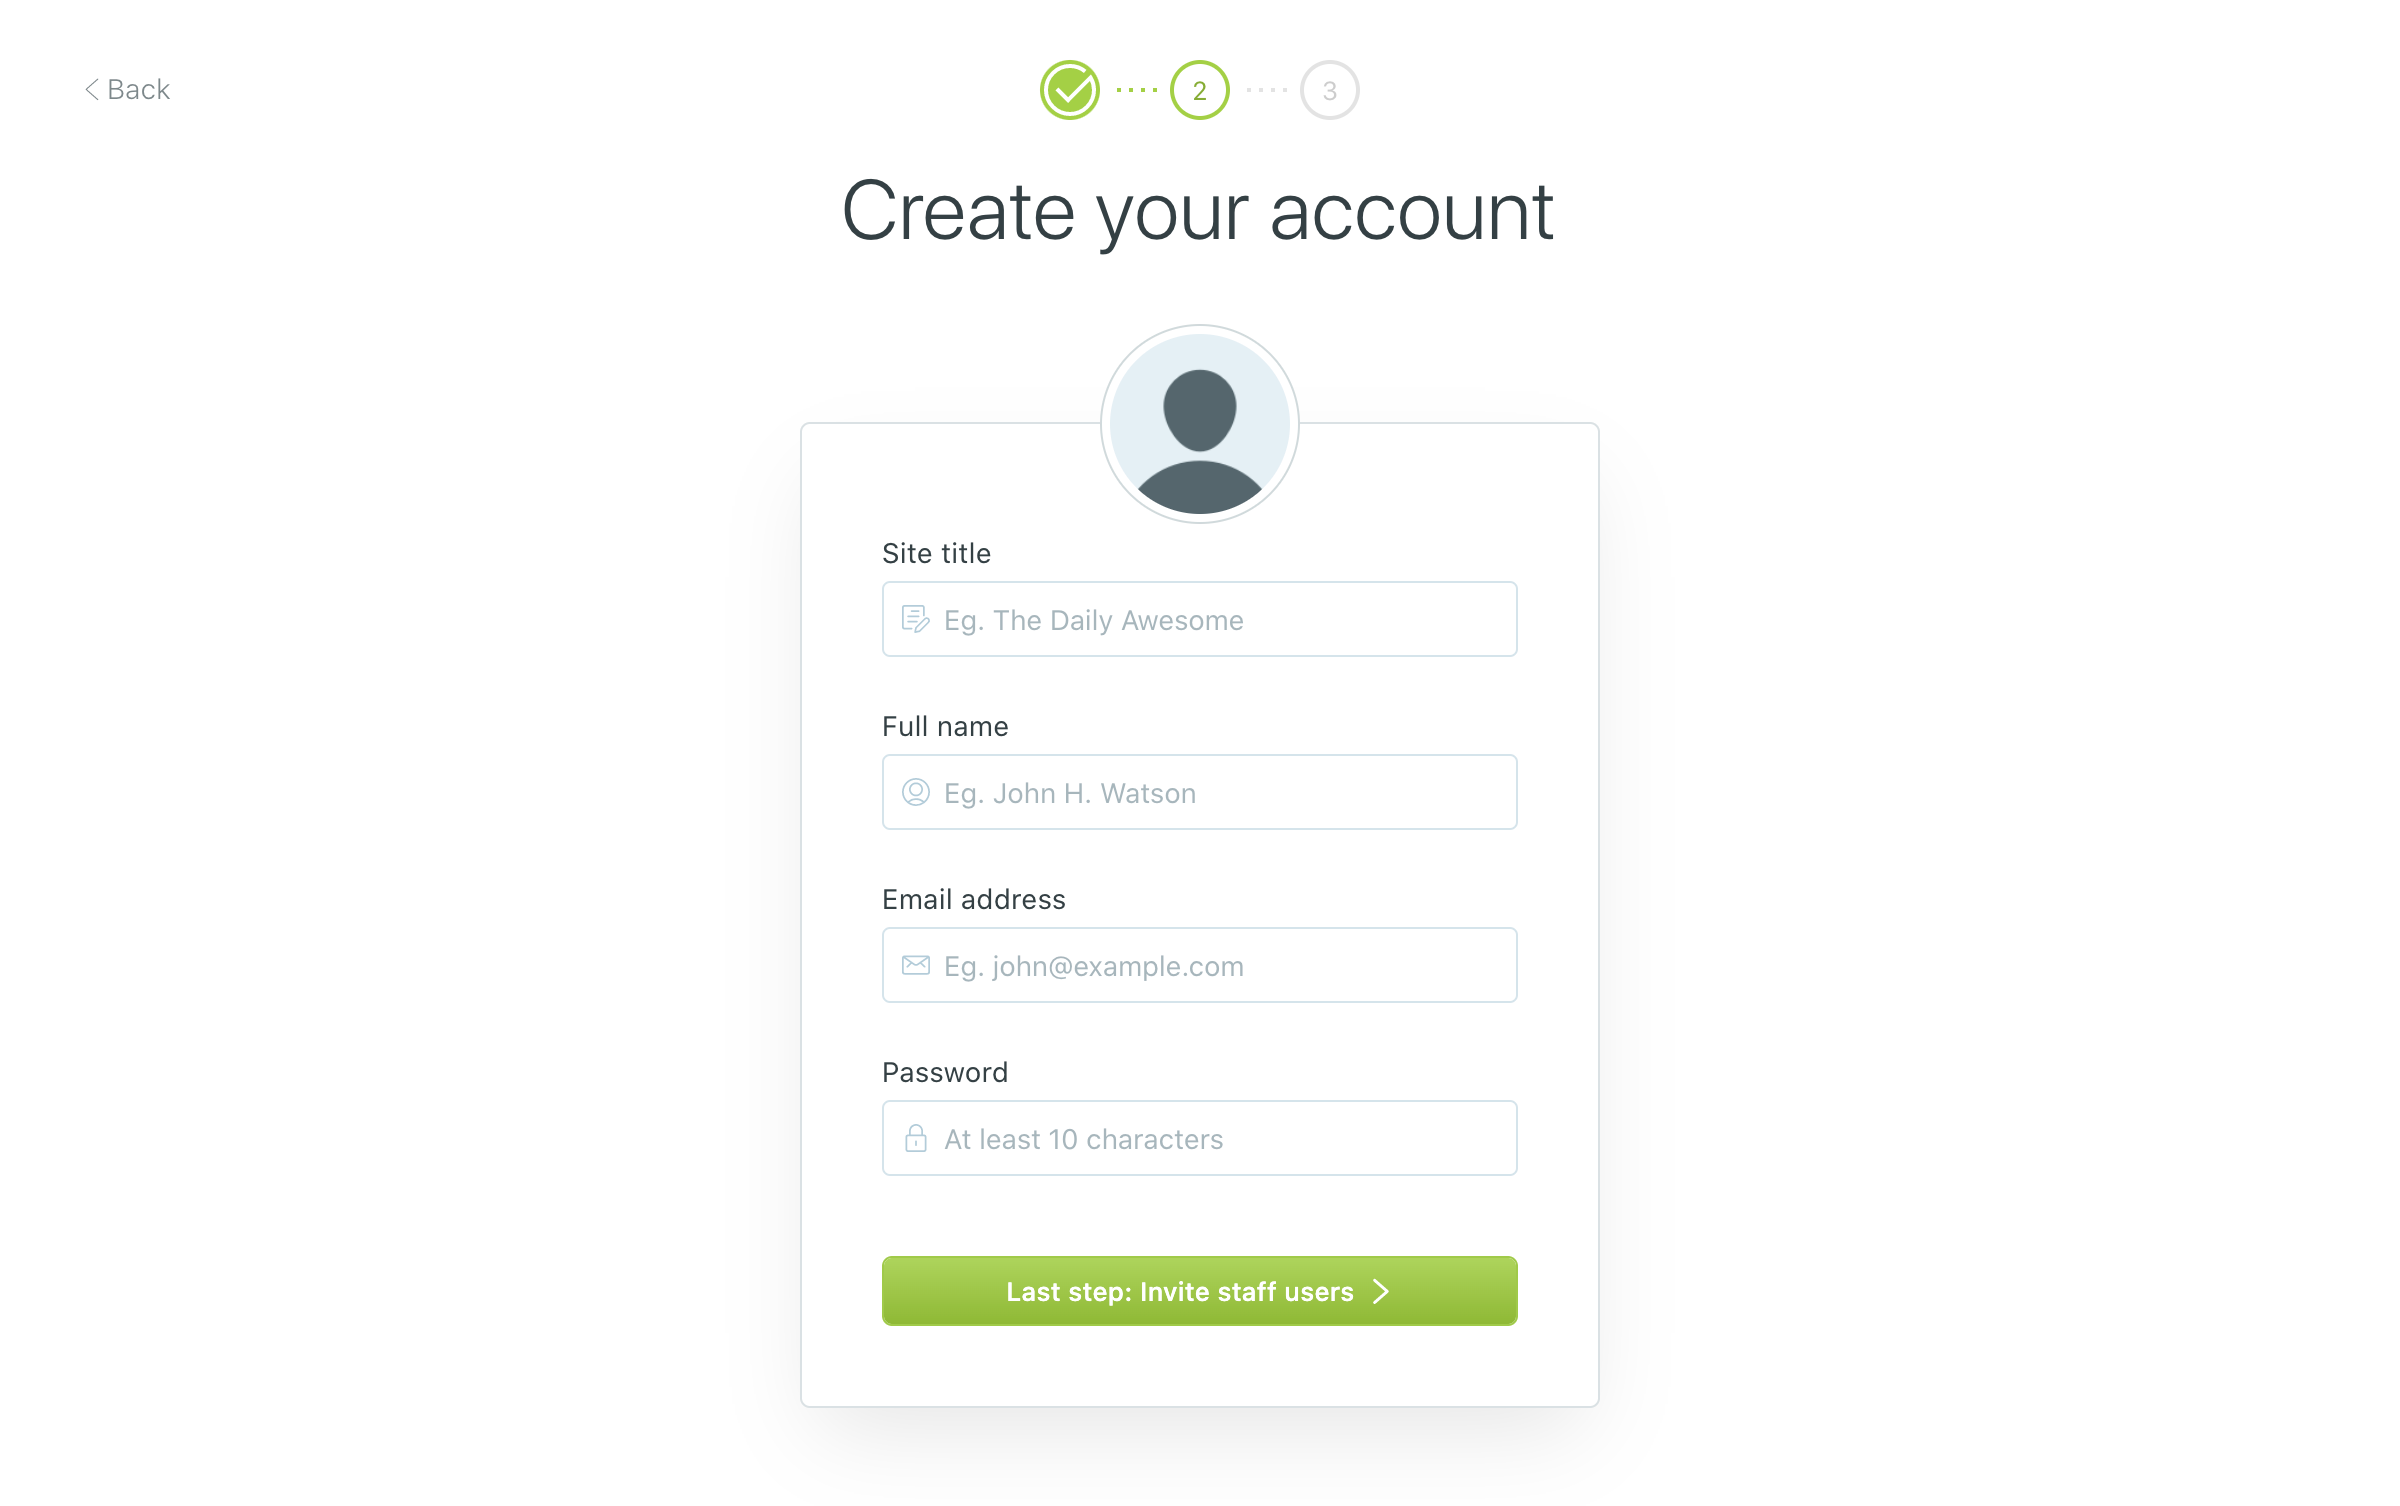 Back
2
3
Create your account
Site title
Eg. The Daily Awesome
Full name
Eg. John H. Watson
Email address
Eg. john@example.com
Password
At least 10 characters
Last step: Invite staff users